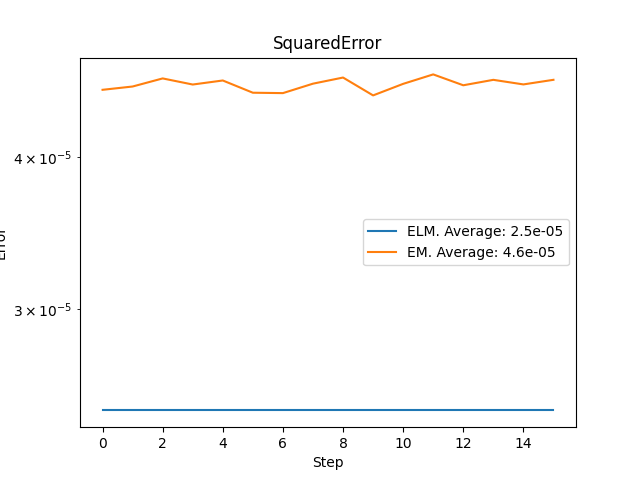 SquaredError
Error
4 × 10⁻⁵
3 × 10⁻⁵
ELM. Average: 2.5e-05
EM. Average: 4.6e-05
0 2 4 6 8 10 12 14
Step